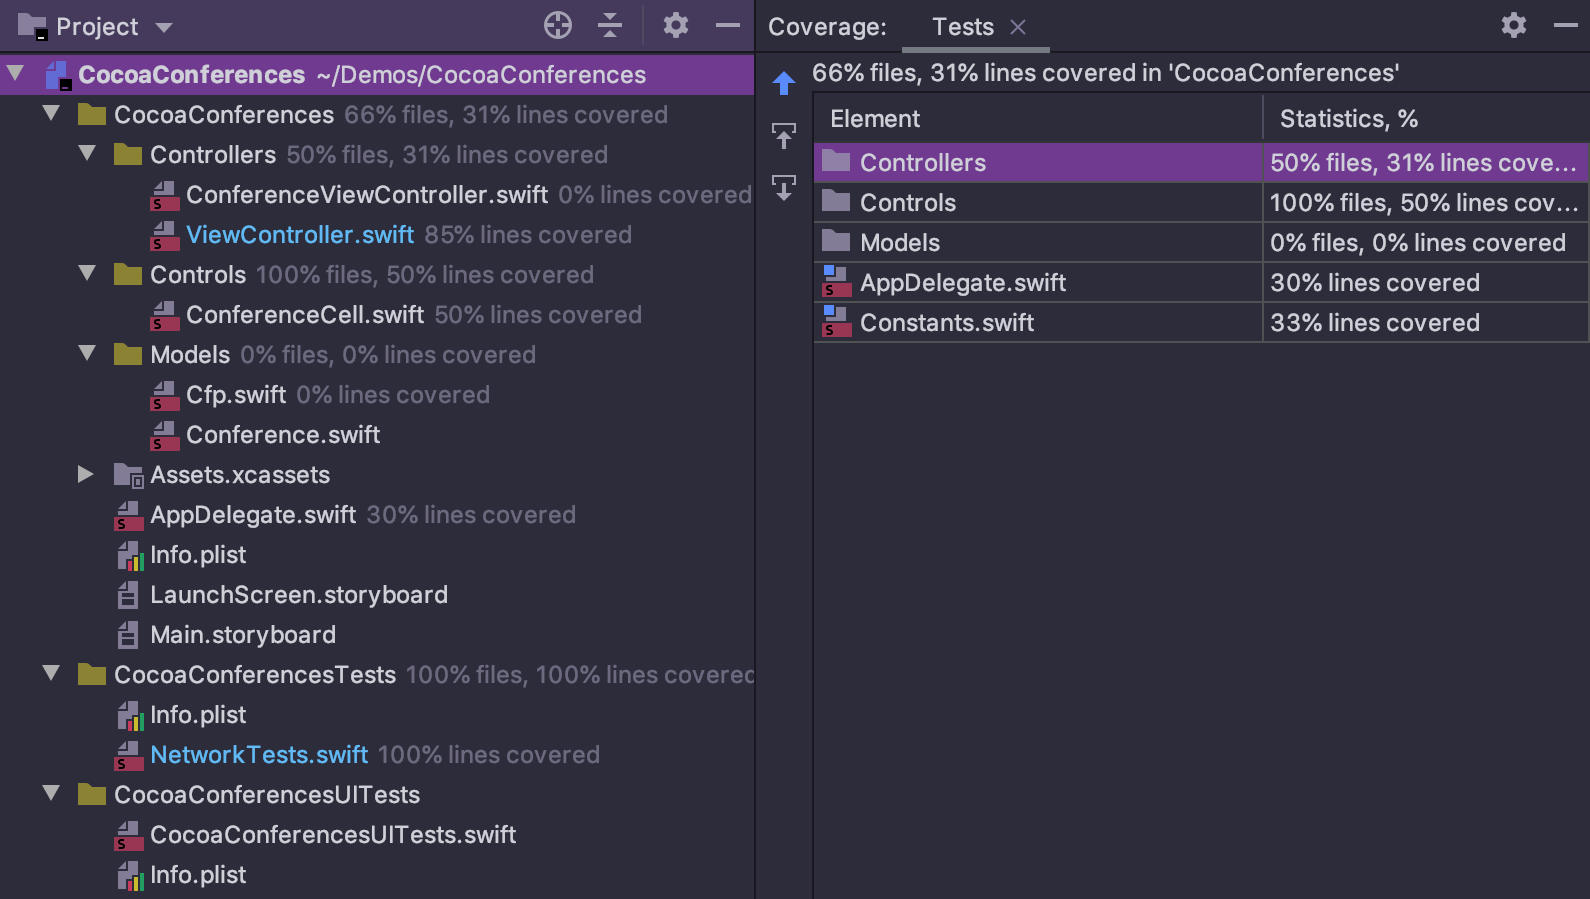 Project
CocoaConferences ~/Demos/CocoaConferences
CocoaConferences 66% files, 31% lines covered
Controllers 50% files, 31% lines covered
ConferenceViewController.swift 0% lines covered
ViewController.swift 85% lines covered
Controls 100% files, 50% lines covered
ConferenceCell.swift 50% lines covered
Models 0% files, 0% lines covered
Cfp.swift 0% lines covered
Conference.swift
Assets.xcassets
AppDelegate.swift 30% lines covered
Info.plist
LaunchScreen.storyboard
Main.storyboard
CocoaConferencesTests 100% files, 100% lines covered
Info.plist
NetworkTests.swift 100% lines covered
CocoaConferencesUITests
CocoaConferencesUITests.swift
Info.plist
Coverage: Tests
66% files, 31% lines covered in 'CocoaConferences'
Element Statistics, %
Controllers 50% files, 31% lines cove...
Controls 100% files, 50% lines cov...
Models 0% files, 0% lines covered
AppDelegate.swift 30% lines covered
Constants.swift 33% lines covered